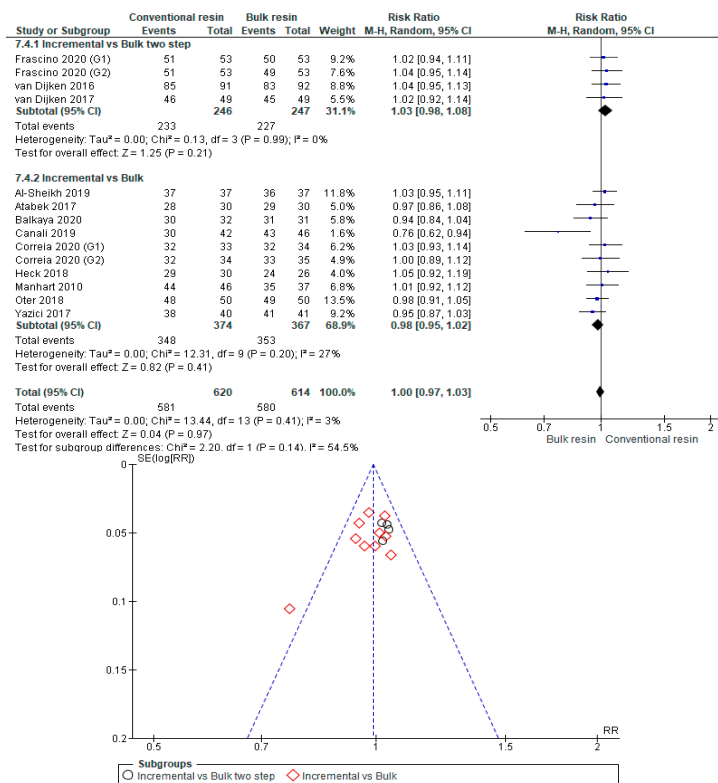 Conventional resin Bulk resin Risk Ratio Risk Ratio
Study or Subgroup Events Total Events Total Weight M-H, Random, 95% CI M-H, Random, 95% CI
7.4.1 Incremental vs Bulk two step
Frascino 2020 (G1) 51 53 50 53 9.2% 1.02 [0.94, 1.11]
Frascino 2020 (G2) 51 53 49 53 7.6% 1.04 [0.95, 1.14]
van Dijken 2016 85 91 83 92 8.8% 1.04 [0.95, 1.13]
van Dijken 2017 46 49 45 49 5.5% 1.02 [0.92, 1.14]
Subtotal (95% CI) 246 247 31.1% 1.03 [0.98, 1.08]
Total events 233 227
Heterogeneity: Tau² = 0.00; Chi² = 0.13, df = 3 (P = 0.99); I² = 0%
Test for overall effect: Z = 1.25 (P = 0.21)
7.4.2 Incremental vs Bulk
Al-Sheikh 2019 37 37 36 37 11.8% 1.03 [0.95, 1.11]
Atabek 2017 28 30 29 30 5.0% 0.97 [0.86, 1.08]
Balkaya 2020 30 32 31 31 5.8% 0.94 [0.84, 1.04]
Canali 2019 30 42 43 46 1.5% 0.76 [0.62, 0.94]
Correia 2020 (G1) 32 33 32 34 6.2% 1.03 [0.93, 1.14]
Correia 2020 (G2) 32 34 33 35 4.9% 1.00 [0.89, 1.12]
Heck 2018 29 30 24 26 4.0% 1.05 [0.92, 1.19]
Manhart 2010 44 46 35 37 6.9% 1.01 [0.92, 1.12]
Oter 2018 48 50 49 50 13.5% 0.98 [0.91, 1.05]
Yazici 2017 38 40 41 41 9.2% 0.95 [0.87, 1.03]
Subtotal (95% CI) 374 367 68.9% 0.98 [0.95, 1.02]
Total events 348 353
Heterogeneity: Tau² = 0.00; Chi² = 12.31, df = 9 (P = 0.20); I² = 27%
Test for overall effect: Z = 0.82 (P = 0.41)
Total (95% CI) 620 614 100.0% 1.00 [0.97, 1.03]
Total events 581 580
Heterogeneity: Tau² = 0.00; Chi² = 13.44, df = 13 (P = 0.41); I² = 3%
Test for overall effect: Z = 0.04 (P = 0.97)
Test for subgroup differences: Chi² = 2.20, df = 1 (P = 0.14), I² = 54.5%
0.5 0.7 1 1.5 2
Bulk resin Conventional resin
SE(log[RR])
0
0.05
0.1
0.15
0.2
RR
0.5 0.7 1 1.5 2
Subgroups
Incremental vs Bulk two step Incremental vs Bulk